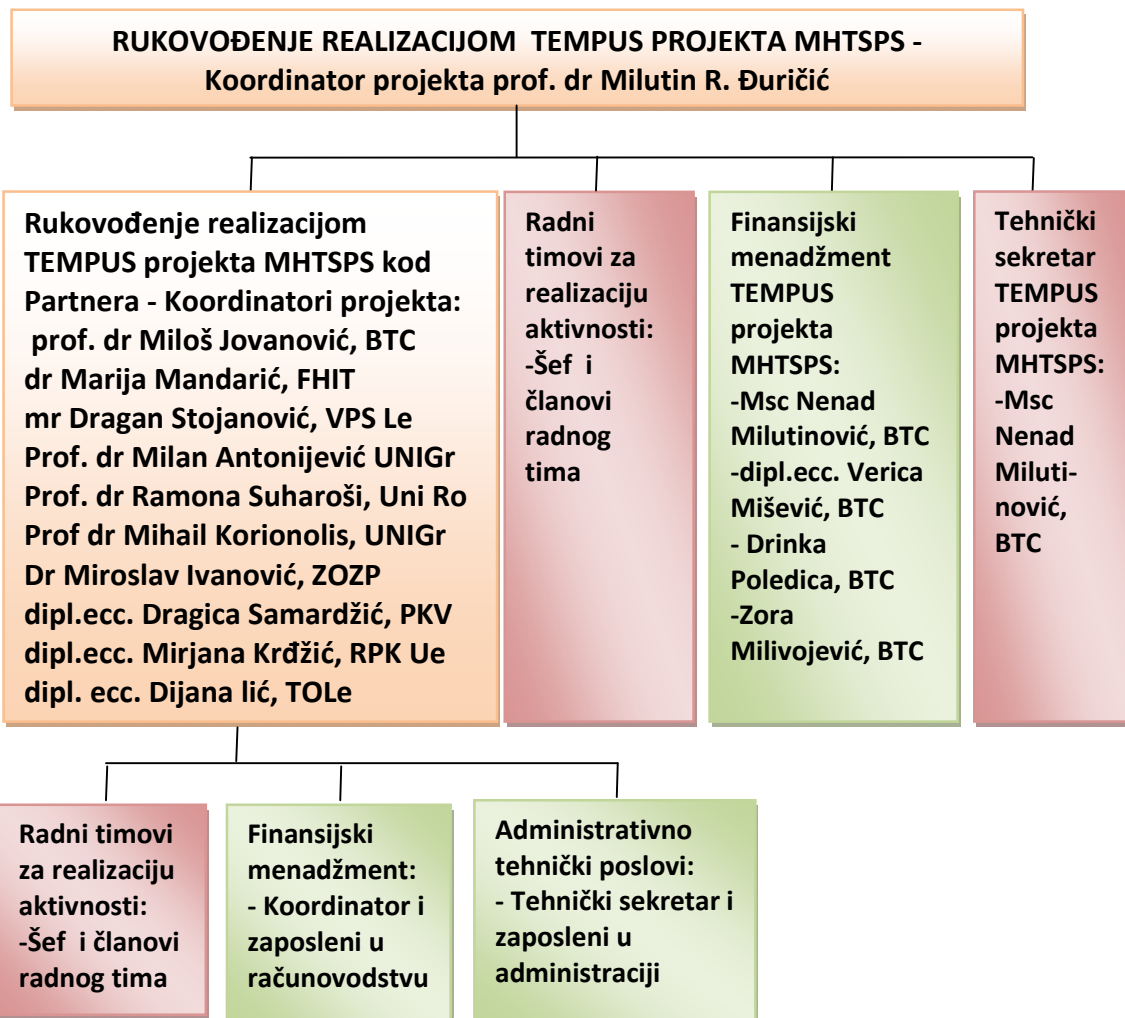 RUKOVOĐENJE REALIZACIJOM TEMPUS PROJEKTA MHTSPS -
Koordinator projekta prof. dr Milutin R. Đuričić
Rukovođenje realizacijom
TEMPUS projekta MHTSPS kod
Partnera - Koordinatori projekta:
prof. dr Miloš Jovanović, BTC
dr Marija Mandarić, FHIT
mr Dragan Stojanović, VPS Le
Prof. dr Milan Antonijević UNIGr
Prof. dr Ramona Suharoši, Uni Ro
Prof dr Mihail Korionolis, UNIGr
Dr Miroslav Ivanović, ZOZP
dipl.ecc. Dragica Samardžić, PKV
dipl.ecc. Mirjana Krđžić, RPK Ue
dipl. ecc. Dijana lić, TOLe
Radni
timovi za
realizaciju
aktivnosti:
-Šef i
članovi
radnog
tima
Finansijski
menadžment
TEMPUS
projekta
MHTSPS:
-Msc Nenad
Milutinović, BTC
-dipl.ecc. Verica
Mišević, BTC
- Drinka
Poledica, BTC
-Zora
Milivojević, BTC
Tehnički
sekretar
TEMPUS
projekta
MHTSPS:
-Msc
Nenad
Miluti-
nović,
BTC
Radni timovi
za realizaciju
aktivnosti:
-Šef i članovi
radnog tima
Finansijski
menadžment:
- Koordinator i
zaposleni u
računovodstvu
Administrativno
tehnički poslovi:
- Tehnički sekretar i
zaposleni u
administraciji